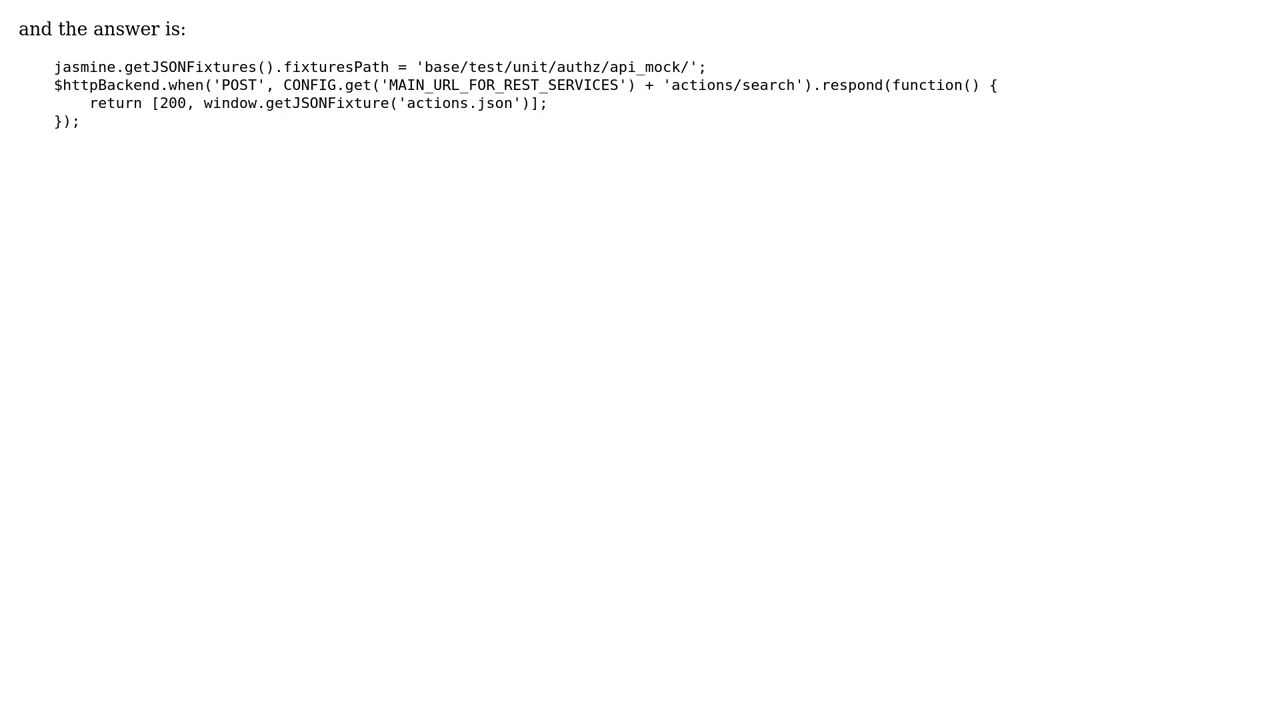 and the answer is:
jasmine.getJSONFixtures().fixturesPath = 'base/test/unit/authz/api_mock/';
$httpBackend.when('POST', CONFIG.get('MAIN_URL_FOR_REST_SERVICES') + 'actions/search').respond(function() {
    return [200, window.getJSONFixture('actions.json')];
});